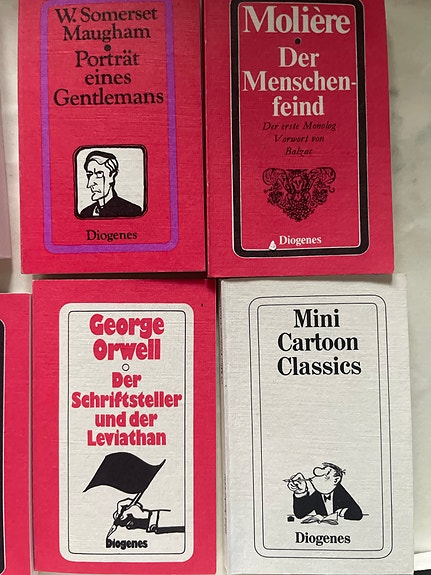 W. Somerset
Maugham
Porträt
eines
Gentlemans
Diogenes
Molière
Der
Menschen-
feind
Der erste Monolog
Vorwort von
Balzac
Diogenes
George
Orwell
Der
Schriftsteller
und der
Leviathan
Diogenes
Mini
Cartoon
Classics
Diogenes